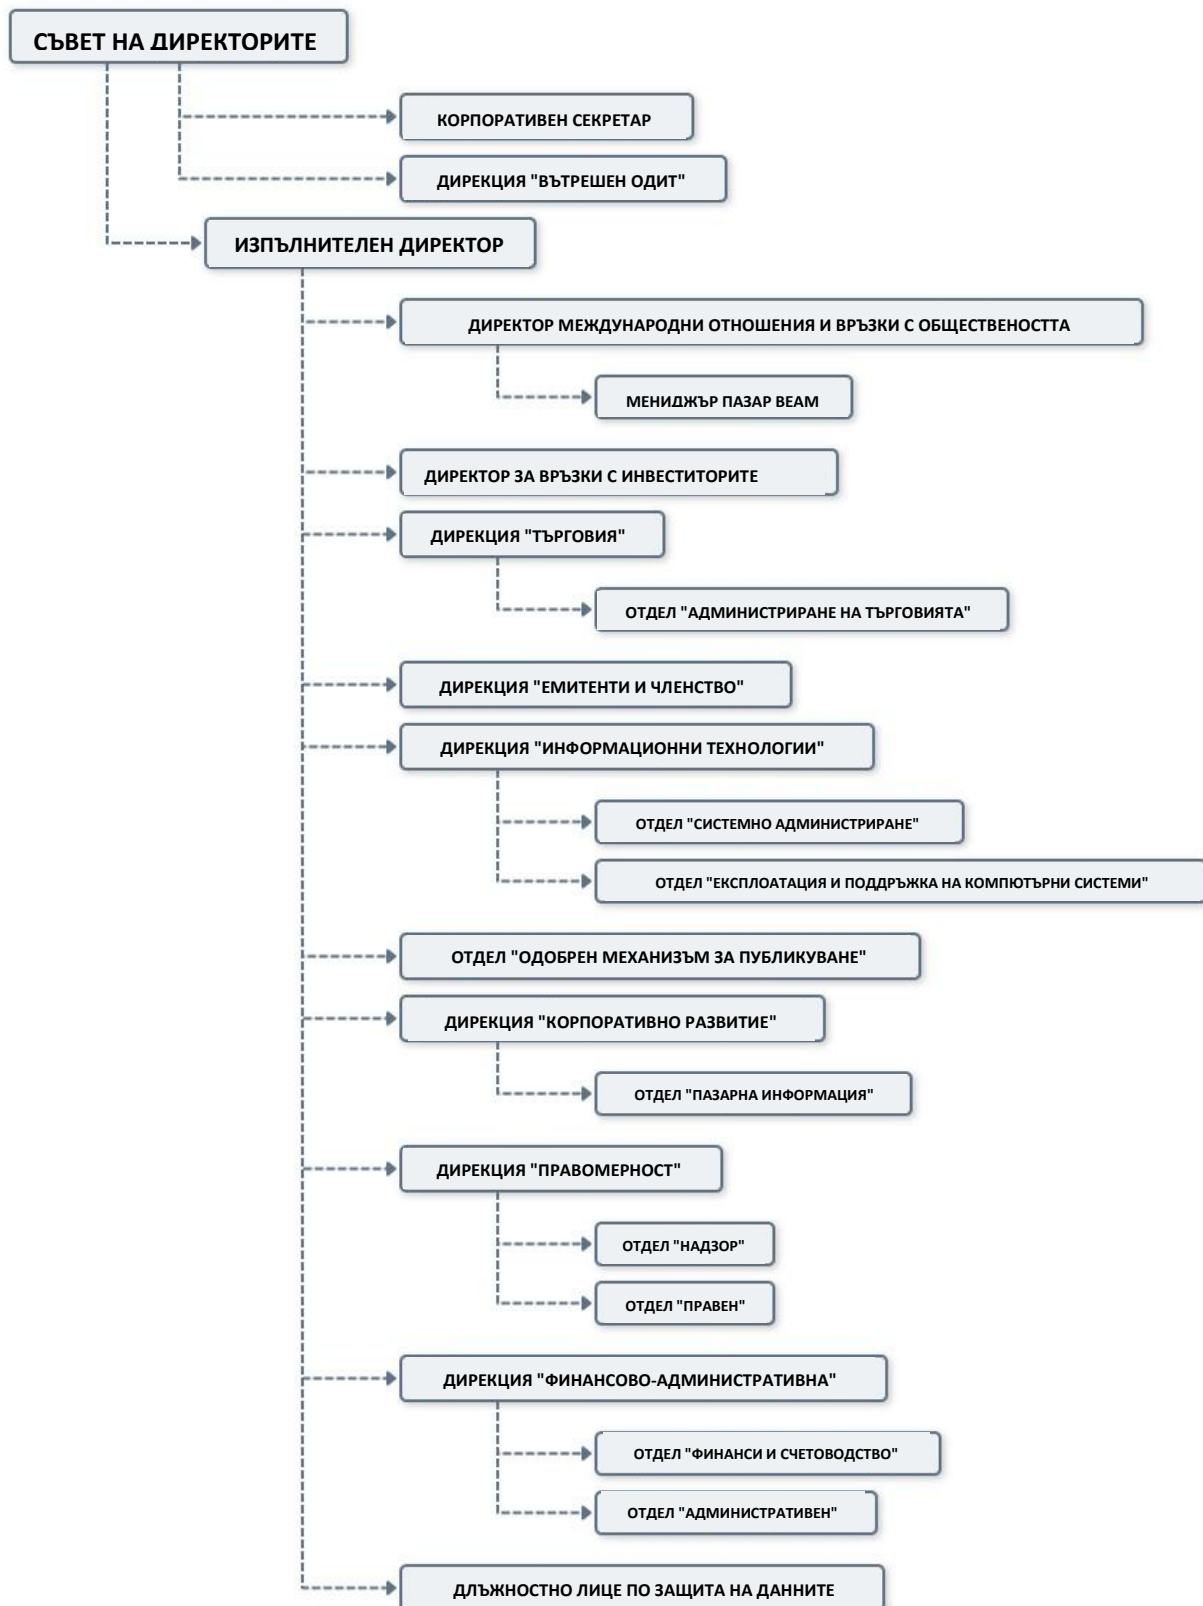 СЪВЕТ НА ДИРЕКТОРИТЕ
КОРПОРАТИВЕН СЕКРЕТАР
ДИРЕКЦИЯ "ВЪТРЕШЕН ОДИТ"
ИЗПЪЛНИТЕЛЕН ДИРЕКТОР
ДИРЕКТОР МЕЖДУНАРОДНИ ОТНОШЕНИЯ И ВРЪЗКИ С ОБЩЕСТВЕНОСТТА
МЕНИДЖЪР ПАЗАР BEAM
ДИРЕКТОР ЗА ВРЪЗКИ С ИНВЕСТИТОРИТЕ
ДИРЕКЦИЯ "ТЪРГОВИЯ"
ОТДЕЛ "АДМИНИСТРИРАНЕ НА ТЪРГОВИЯТА"
ДИРЕКЦИЯ "ЕМИТЕНТИ И ЧЛЕНСТВО"
ДИРЕКЦИЯ "ИНФОРМАЦИОННИ ТЕХНОЛОГИИ"
ОТДЕЛ "СИСТЕМНО АДМИНИСТРИРАНЕ"
ОТДЕЛ "ЕКСПЛОАТАЦИЯ И ПОДДРЪЖКА НА КОМПЮТЪРНИ СИСТЕМИ"
ОТДЕЛ "ОДОБРЕН МЕХАНИЗЪМ ЗА ПУБЛИКУВАНЕ"
ДИРЕКЦИЯ "КОРПОРАТИВНО РАЗВИТИЕ"
ОТДЕЛ "ПАЗАРНА ИНФОРМАЦИЯ"
ДИРЕКЦИЯ "ПРАВОМЕРНОСТ"
ОТДЕЛ "НАДЗОР"
ОТДЕЛ "ПРАВЕН"
ДИРЕКЦИЯ "ФИНАНСОВО-АДМИНИСТРАТИВНА"
ОТДЕЛ "ФИНАНСИ И СЧЕТОВОДСТВО"
ОТДЕЛ "АДМИНИСТРАТИВЕН"
ДЛЪЖНОСТНО ЛИЦЕ ПО ЗАЩИТА НА ДАННИТЕ